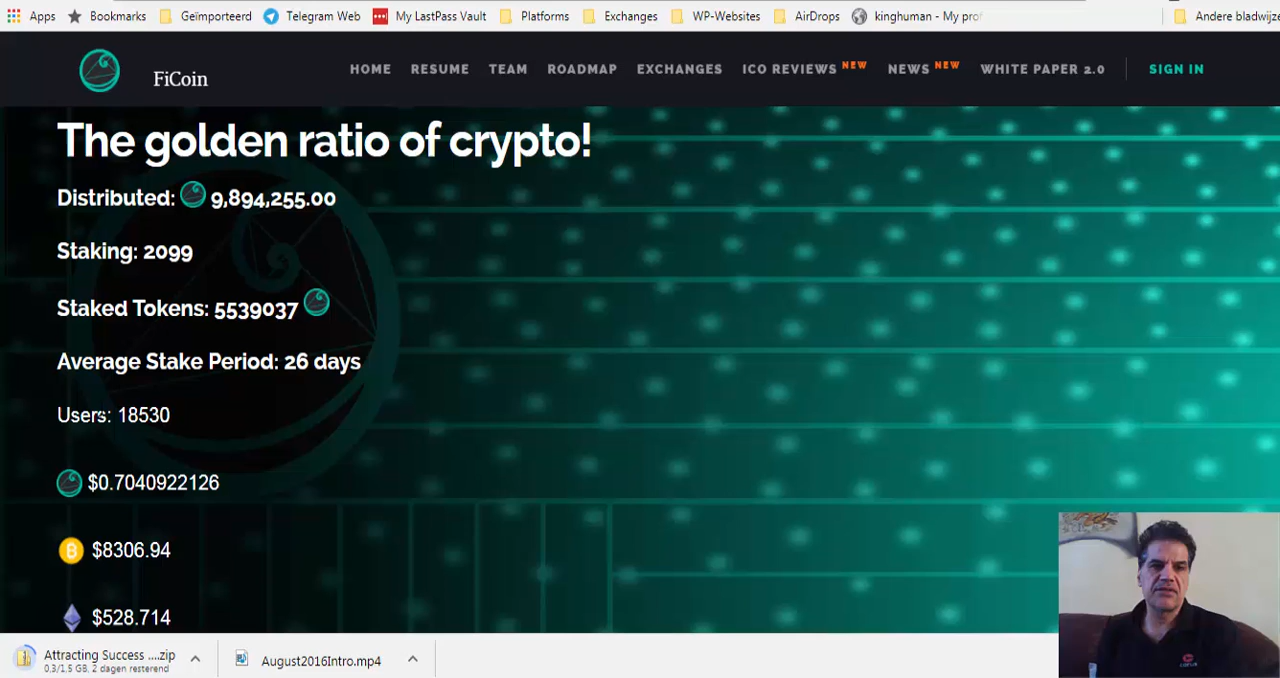 Apps Bookmarks Geïmporteerd Telegram Web My LastPass Vault Platforms Exchanges WP-Websites AirDrops kinghuman - My prof Andere bladwijze
FiCoin HOME RESUME TEAM ROADMAP EXCHANGES ICO REVIEWS NEW NEWS NEW WHITE PAPER 2.0 SIGN IN
The golden ratio of crypto!
Distributed: 9,894,255.00
Staking: 2099
Staked Tokens: 5539037
Average Stake Period: 26 days
Users: 18530
$0.7040922126
$8306.94
$528.714
Attracting Success ....zip August2016Intro.mp4
0,3/1,5 GB, 2 dagen resterend